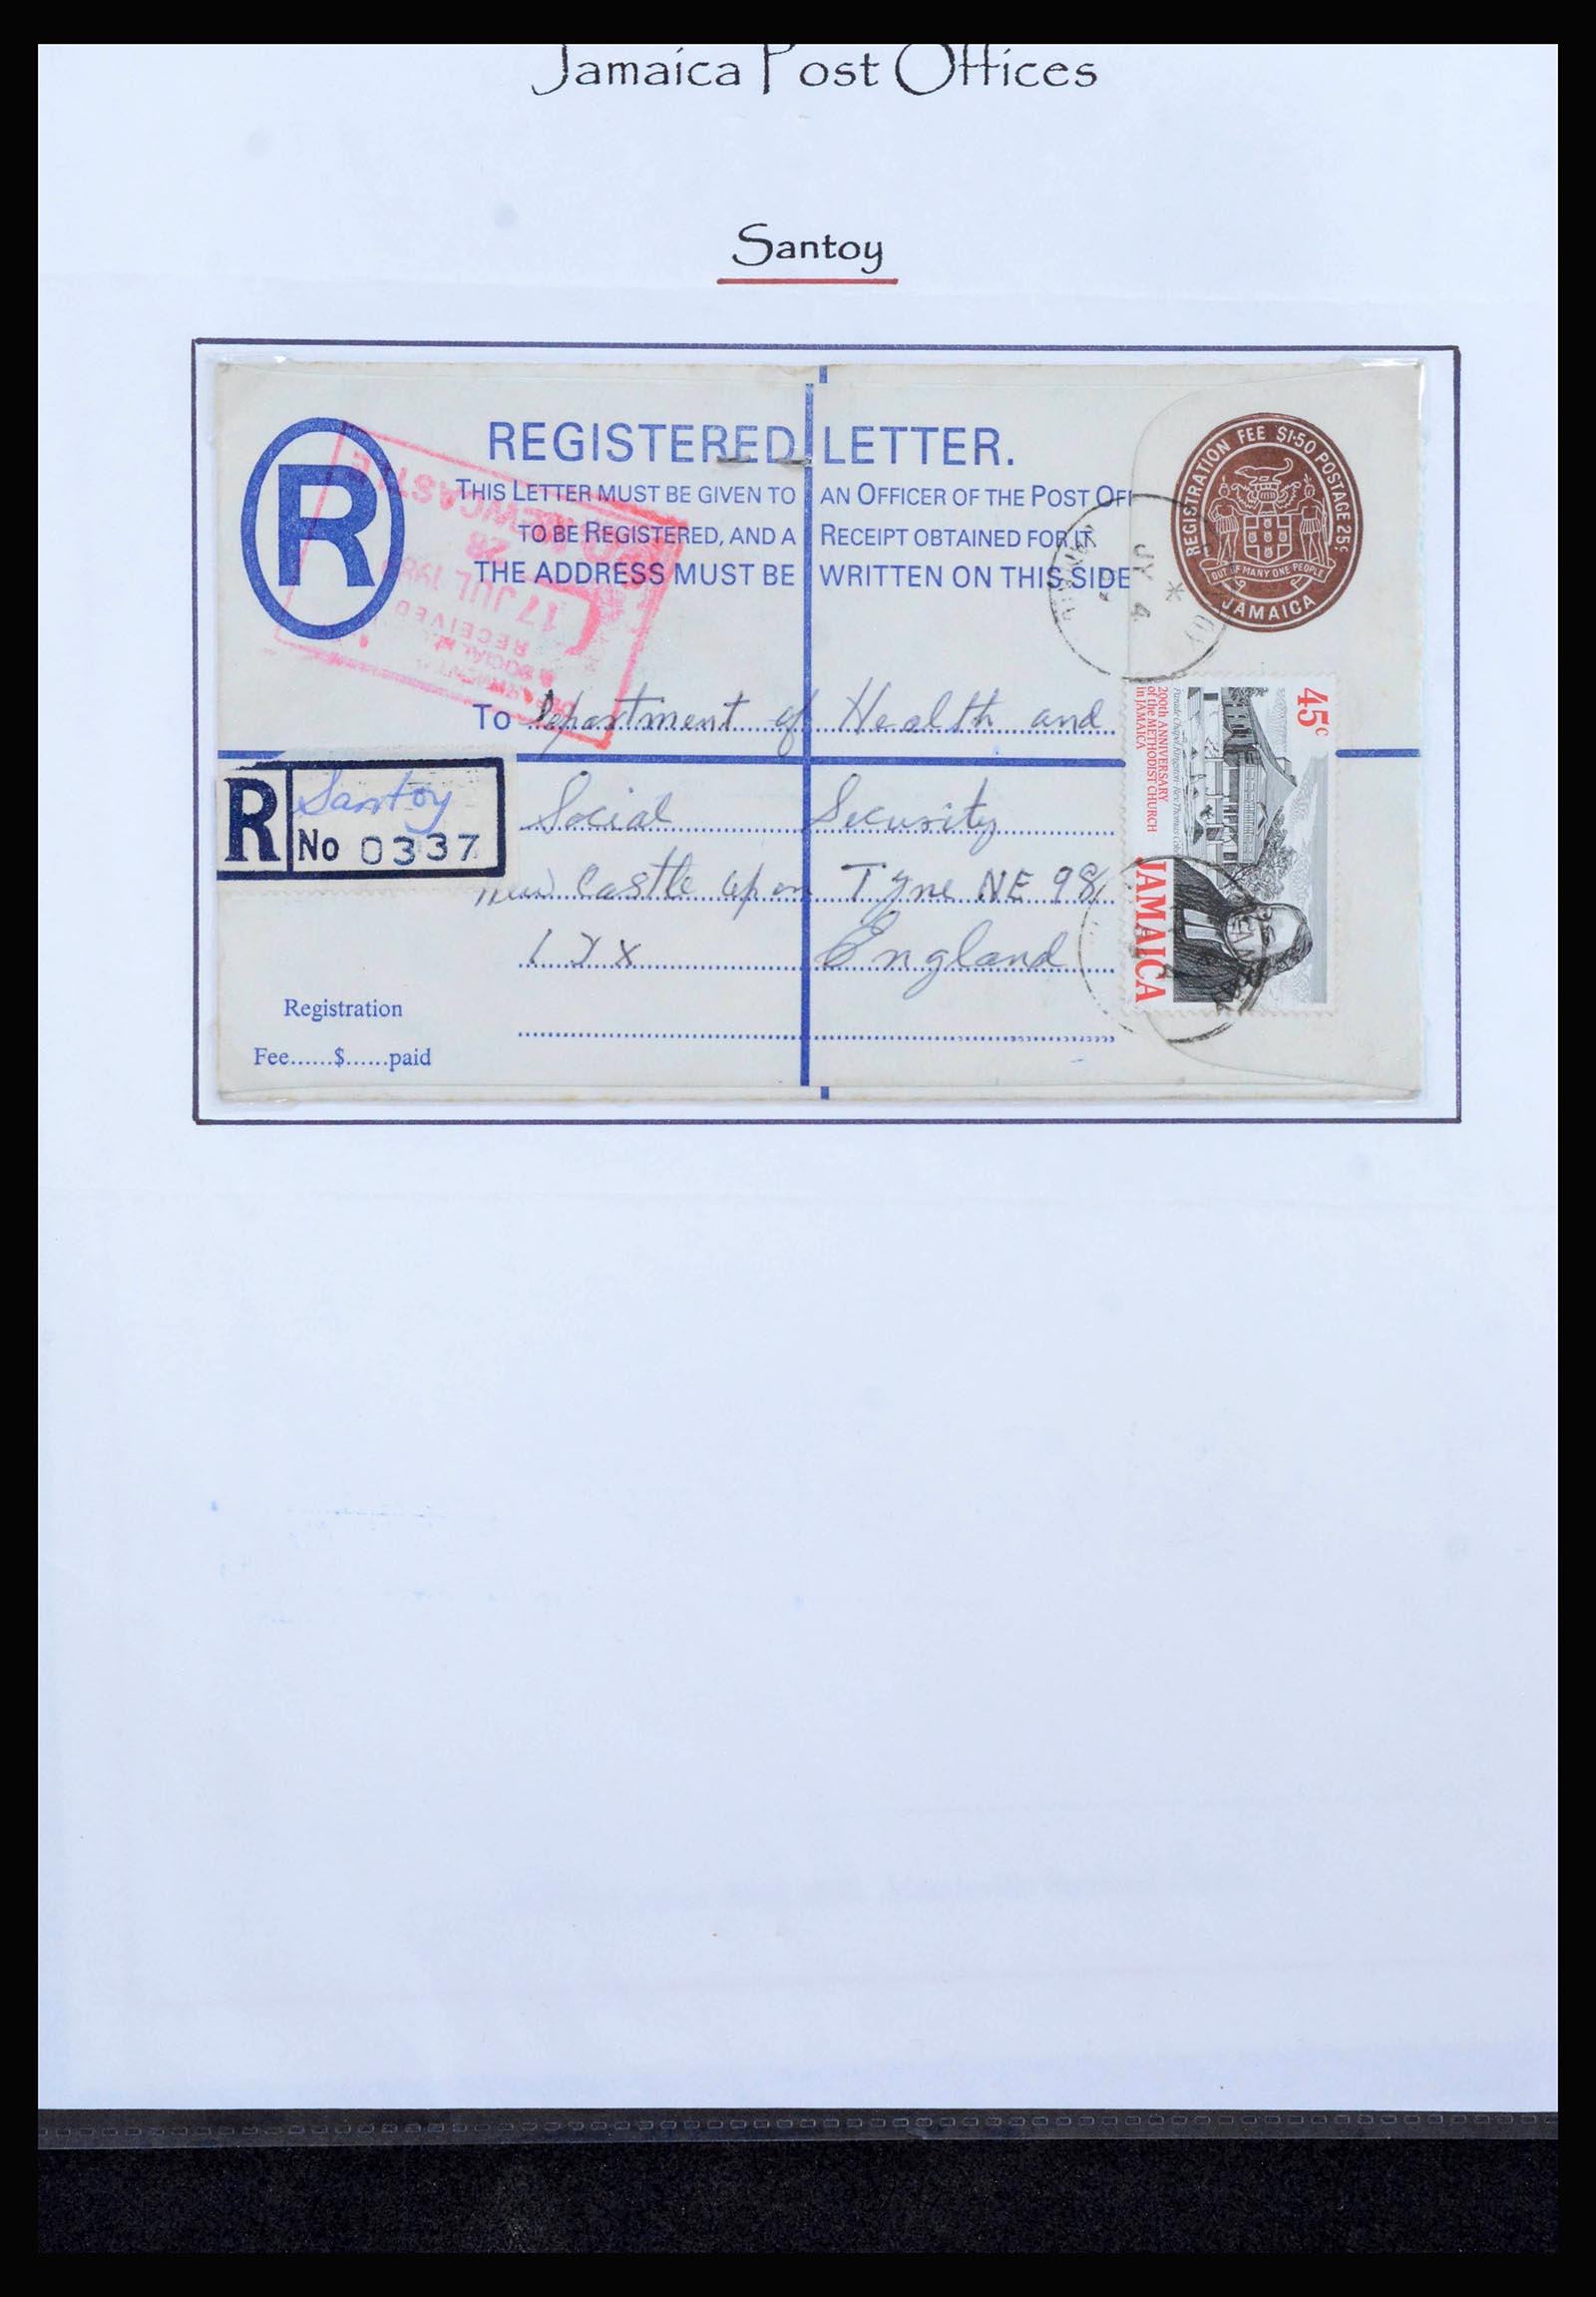 Jamaica Post Offices
Santoy
R
REGISTERED LETTER.
THIS LETTER MUST BE GIVEN TO AN OFFICER OF THE POST OFF
TO BE REGISTERED, AND A RECEIPT OBTAINED FOR IT.
THE ADDRESS MUST BE WRITTEN ON THIS SIDE
REGISTRATION FEE $1·50 POSTAGE 25c
OUT OF MANY ONE PEOPLE
JAMAICA
RECEIVED
17 JUL
28
JY 4
To Department of Health and
Social Security
New Castle upon Tyne NE 98
England
R
Santoy
No 0337
45c
200th ANNIVERSARY
of the METHODIST CHURCH
in JAMAICA
JAMAICA
Registration
Fee......$......paid